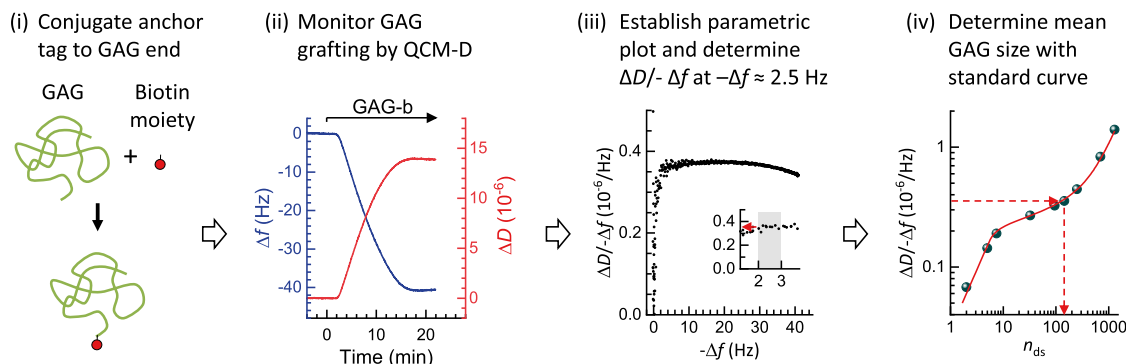 (i) Conjugate anchor
tag to GAG end
GAG
Biotin
moiety
+
(ii) Monitor GAG
grafting by QCM-D
GAG-b
Δf (Hz)
0
-10
-20
-30
-40
ΔD (10⁻⁶)
15
10
5
0
0
10
20
Time (min)
(iii) Establish parametric
plot and determine
ΔD/- Δf at –Δf ≈ 2.5 Hz
ΔD/-Δf (10⁻⁶/Hz)
0.4
0.2
0.0
0.4
0.2
0.0
2
3
0
10
20
30
40
-Δf (Hz)
(iv) Determine mean
GAG size with
standard curve
ΔD/-Δf (10⁻⁶/Hz)
1
0.1
1
10
100
1000
n_ds